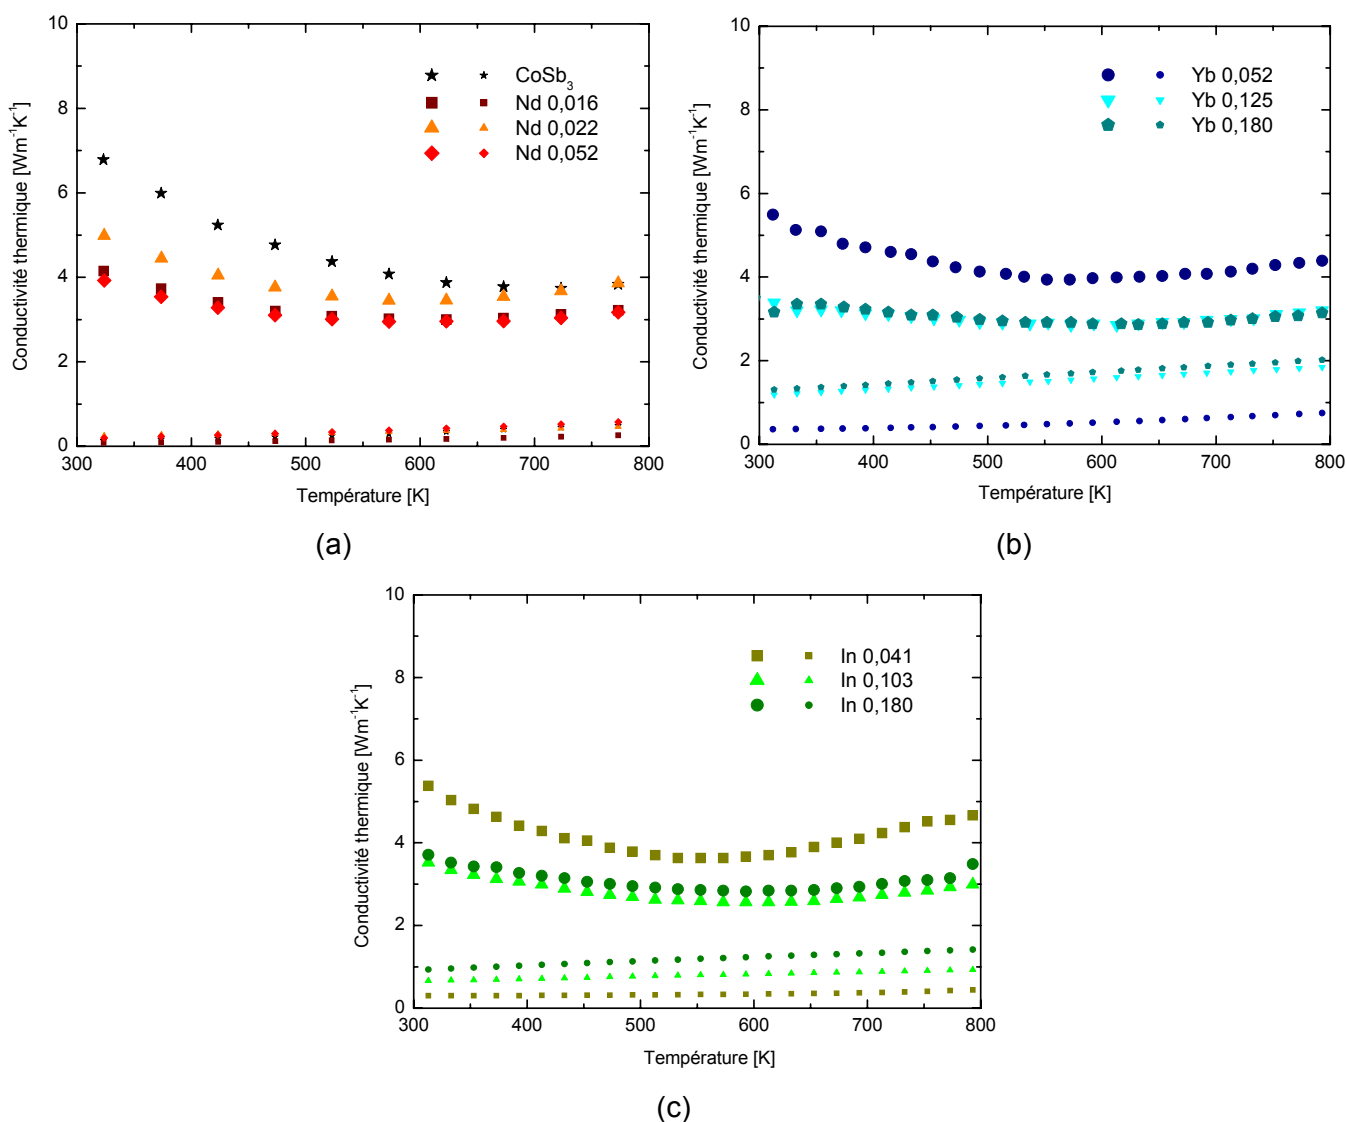 10
8
6
4
2
0
300
400
500
600
700
800
Conductivité thermique [Wm⁻¹K⁻¹]
Température [K]
CoSb₃
Nd 0,016
Nd 0,022
Nd 0,052
(a)
10
8
6
4
2
0
300
400
500
600
700
800
Conductivité thermique [Wm⁻¹K⁻¹]
Température [K]
Yb 0,052
Yb 0,125
Yb 0,180
(b)
10
8
6
4
2
0
300
400
500
600
700
800
Conductivité thermique [Wm⁻¹K⁻¹]
Température [K]
In 0,041
In 0,103
In 0,180
(c)